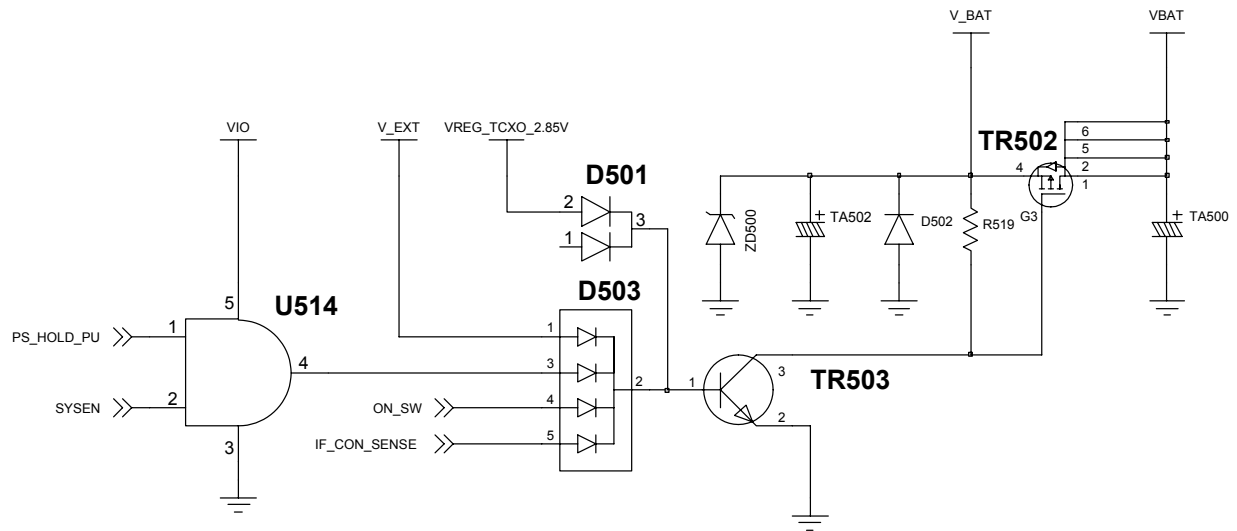 V_BAT
VBAT
VIO
V_EXT
VREG_TCXO_2.85V
TR502
6
5
2
1
4
G3
D501
2
3
1
ZD500
+
TA502
D502
R519
+
TA500
5
U514
D503
PS_HOLD_PU
1
1
4
3
2
1
3
TR503
SYSEN
2
ON_SW
4
2
IF_CON_SENSE
5
3